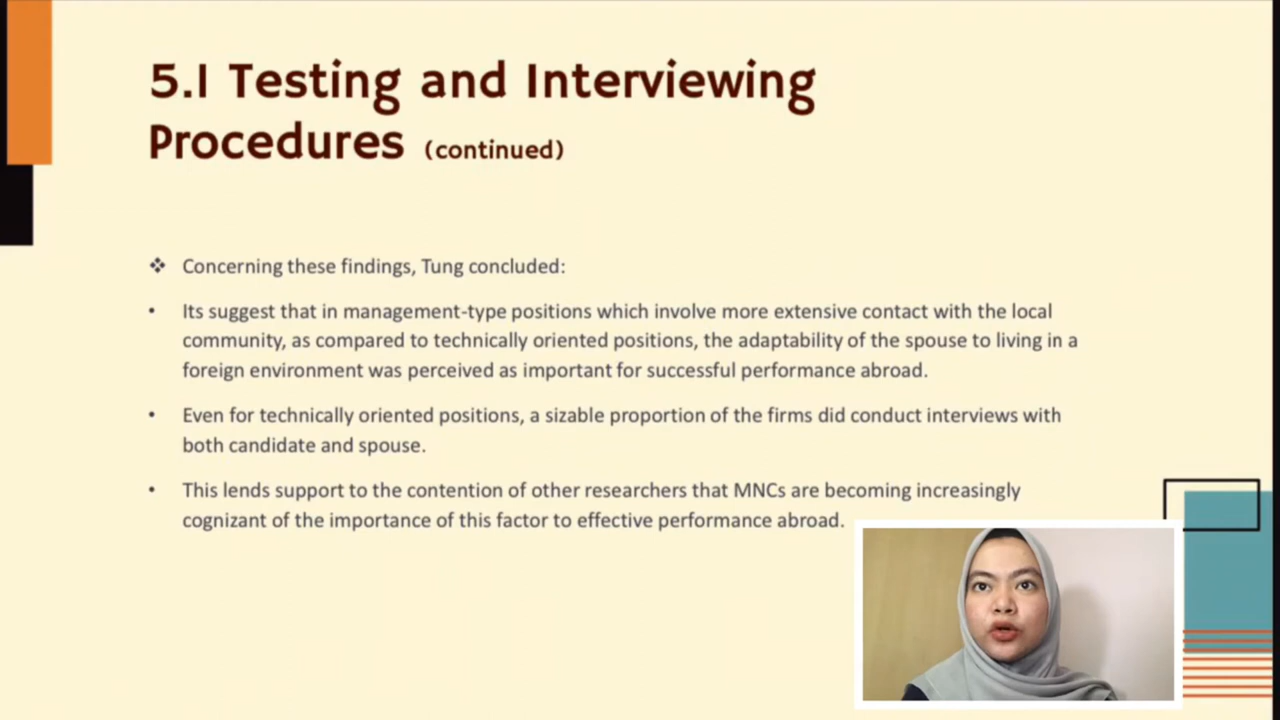 5.1 Testing and Interviewing
Procedures (continued)
❖ Concerning these findings, Tung concluded:
• Its suggest that in management-type positions which involve more extensive contact with the local
community, as compared to technically oriented positions, the adaptability of the spouse to living in a
foreign environment was perceived as important for successful performance abroad.
• Even for technically oriented positions, a sizable proportion of the firms did conduct interviews with
both candidate and spouse.
• This lends support to the contention of other researchers that MNCs are becoming increasingly
cognizant of the importance of this factor to effective performance abroad.